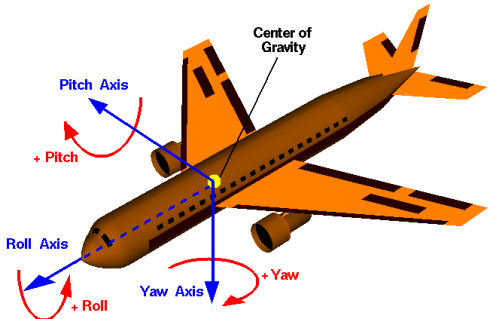 Center of
Gravity
Pitch Axis
+ Pitch
Roll Axis
+ Roll
Yaw Axis
+ Yaw